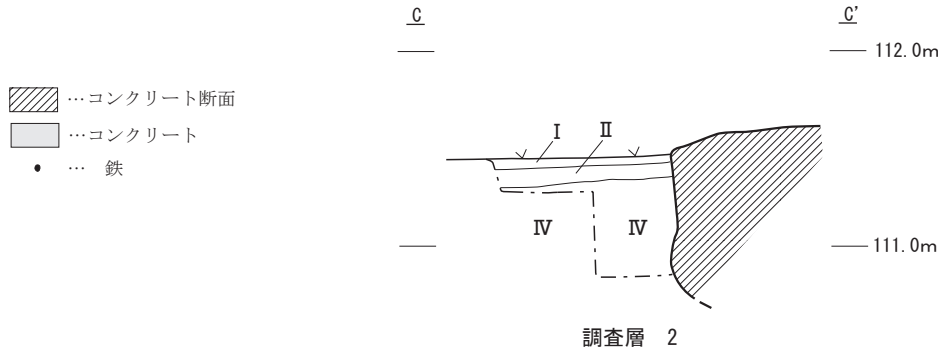 C C’
112.0m
…コンクリート断面
…コンクリート
… 鉄
Ⅰ Ⅱ
Ⅳ Ⅳ
111.0m
調査層 2